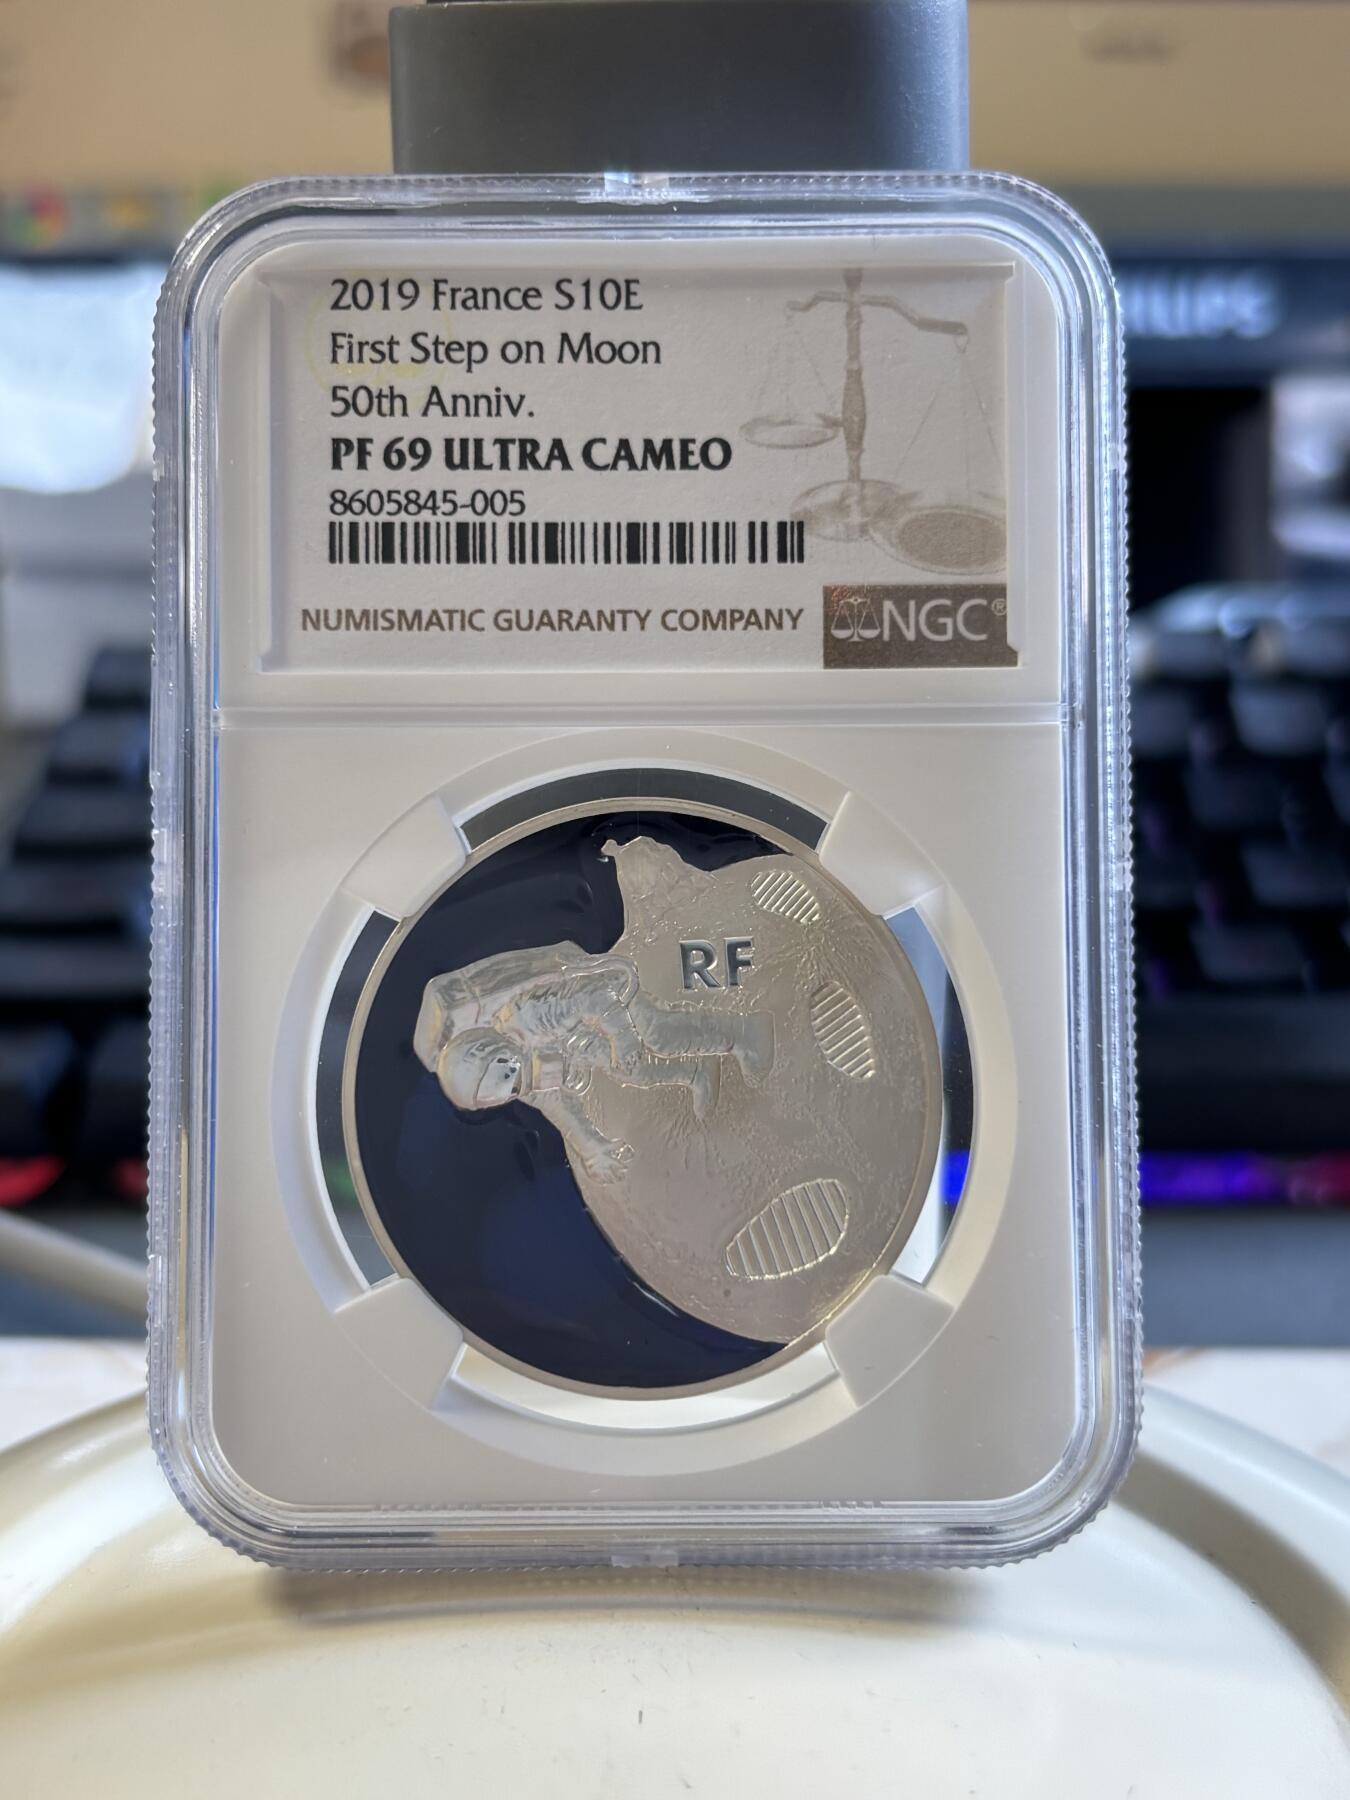 2019 France S10E
First Step on Moon
50th Anniv.
PF 69 ULTRA CAMEO
8605845-005
NUMISMATIC GUARANTY COMPANY
NGC®
RF